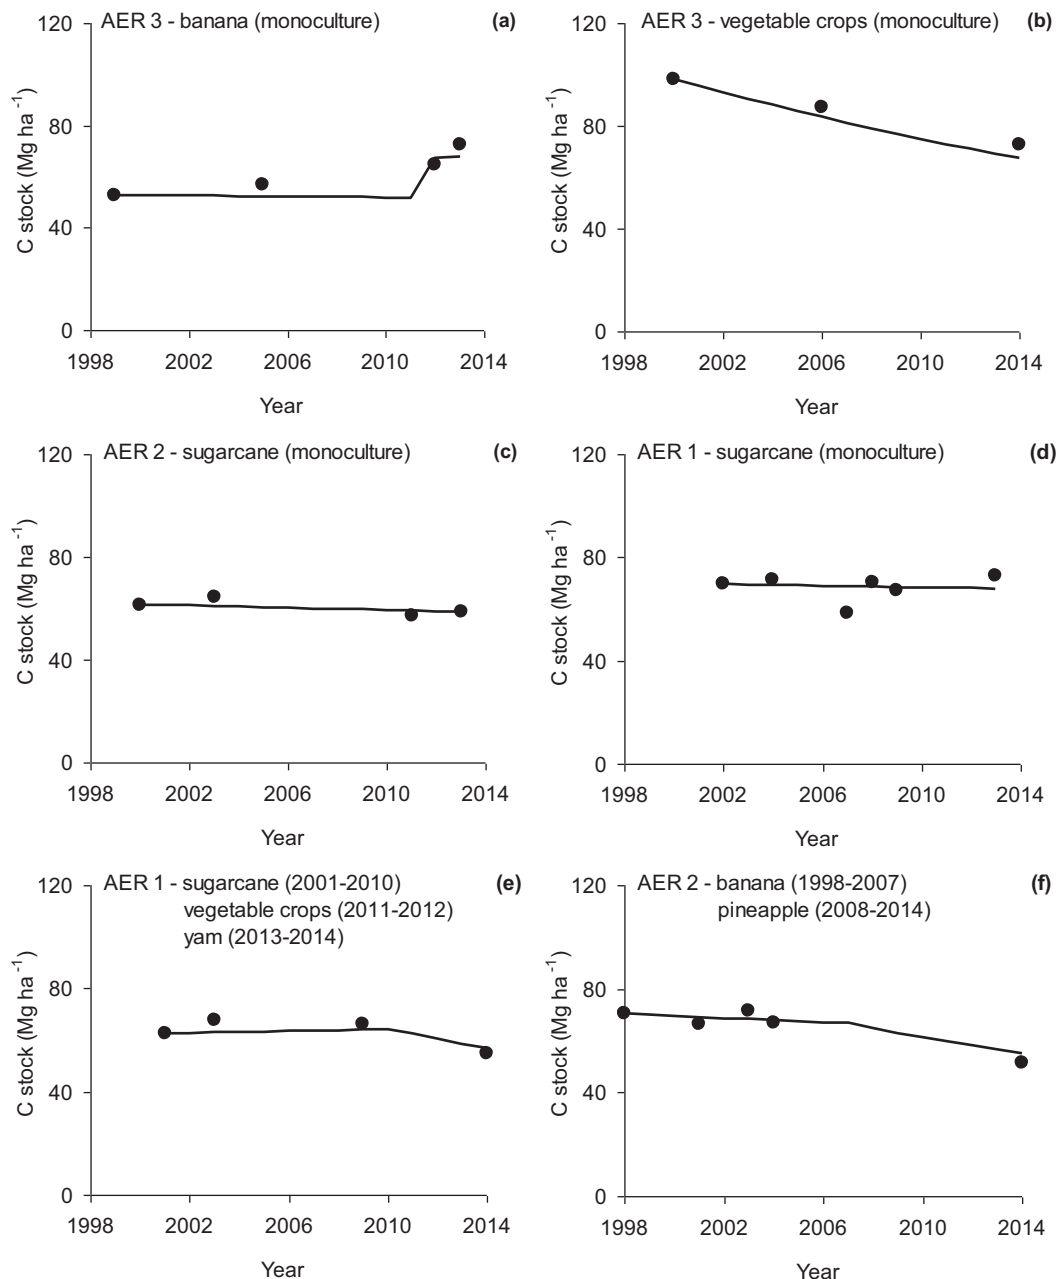 AER 3 - banana (monoculture) (a)
120
80
40
0
C stock (Mg ha⁻¹)
1998 2002 2006 2010 2014
Year
AER 3 - vegetable crops (monoculture) (b)
120
80
40
0
C stock (Mg ha⁻¹)
1998 2002 2006 2010 2014
Year
AER 2 - sugarcane (monoculture) (c)
120
80
40
0
C stock (Mg ha⁻¹)
1998 2002 2006 2010 2014
Year
AER 1 - sugarcane (monoculture) (d)
120
80
40
0
C stock (Mg ha⁻¹)
1998 2002 2006 2010 2014
Year
AER 1 - sugarcane (2001-2010) (e)
vegetable crops (2011-2012)
yam (2013-2014)
120
80
40
0
C stock (Mg ha⁻¹)
1998 2002 2006 2010 2014
Year
AER 2 - banana (1998-2007) (f)
pineapple (2008-2014)
120
80
40
0
C stock (Mg ha⁻¹)
1998 2002 2006 2010 2014
Year